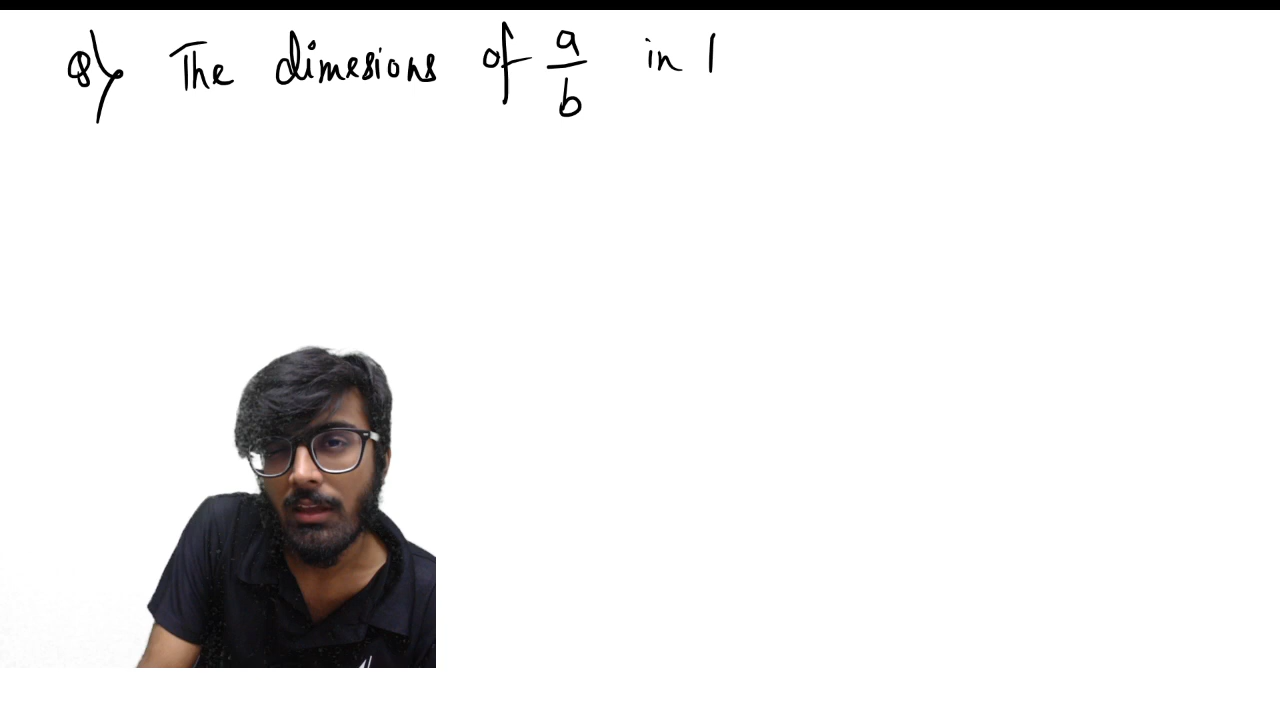 Q) The dimesions of a/b in